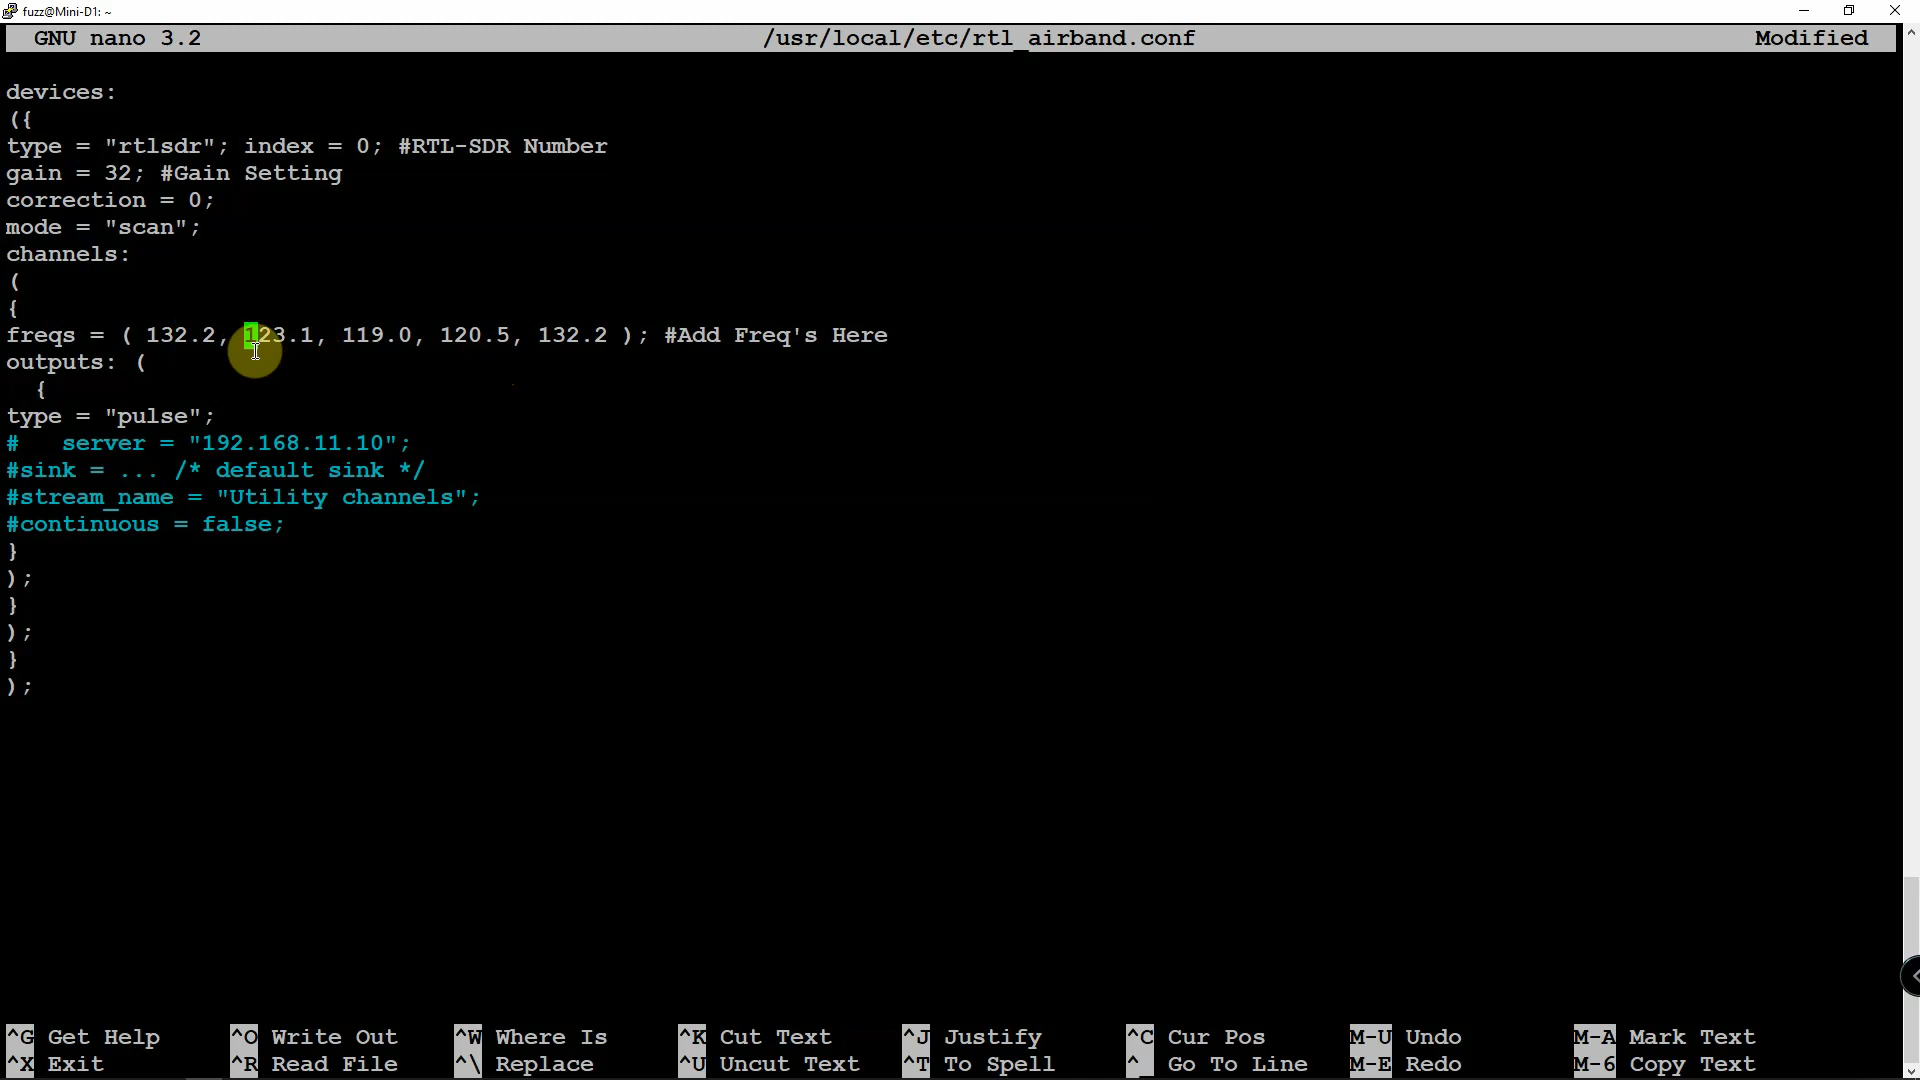 fuzz@Mini-D1: ~
GNU nano 3.2 /usr/local/etc/rtl_airband.conf Modified
devices:
({
type = "rtlsdr"; index = 0; #RTL-SDR Number
gain = 32; #Gain Setting
correction = 0;
mode = "scan";
channels:
(
{
freqs = ( 132.2, 123.1, 119.0, 120.5, 132.2 ); #Add Freq's Here
outputs: (
  {
type = "pulse";
#   server = "192.168.11.10";
#sink = ... /* default sink */
#stream_name = "Utility channels";
#continuous = false;
}
);
}
);
}
);
^G Get Help ^O Write Out ^W Where Is ^K Cut Text ^J Justify ^C Cur Pos M-U Undo M-A Mark Text
^X Exit ^R Read File ^\ Replace ^U Uncut Text ^T To Spell ^_ Go To Line M-E Redo M-6 Copy Text